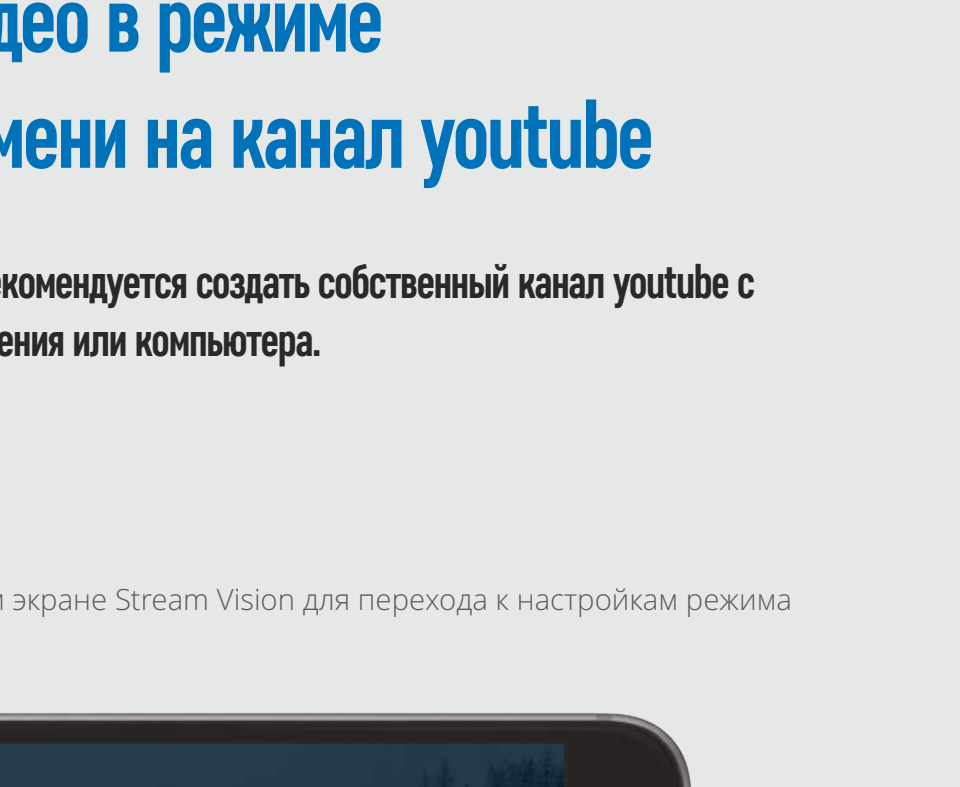 део в режиме
мени на канал youtube
екомендуется создать собственный канал youtube с
ения или компьютера.
экране Stream Vision для перехода к настройкам режима